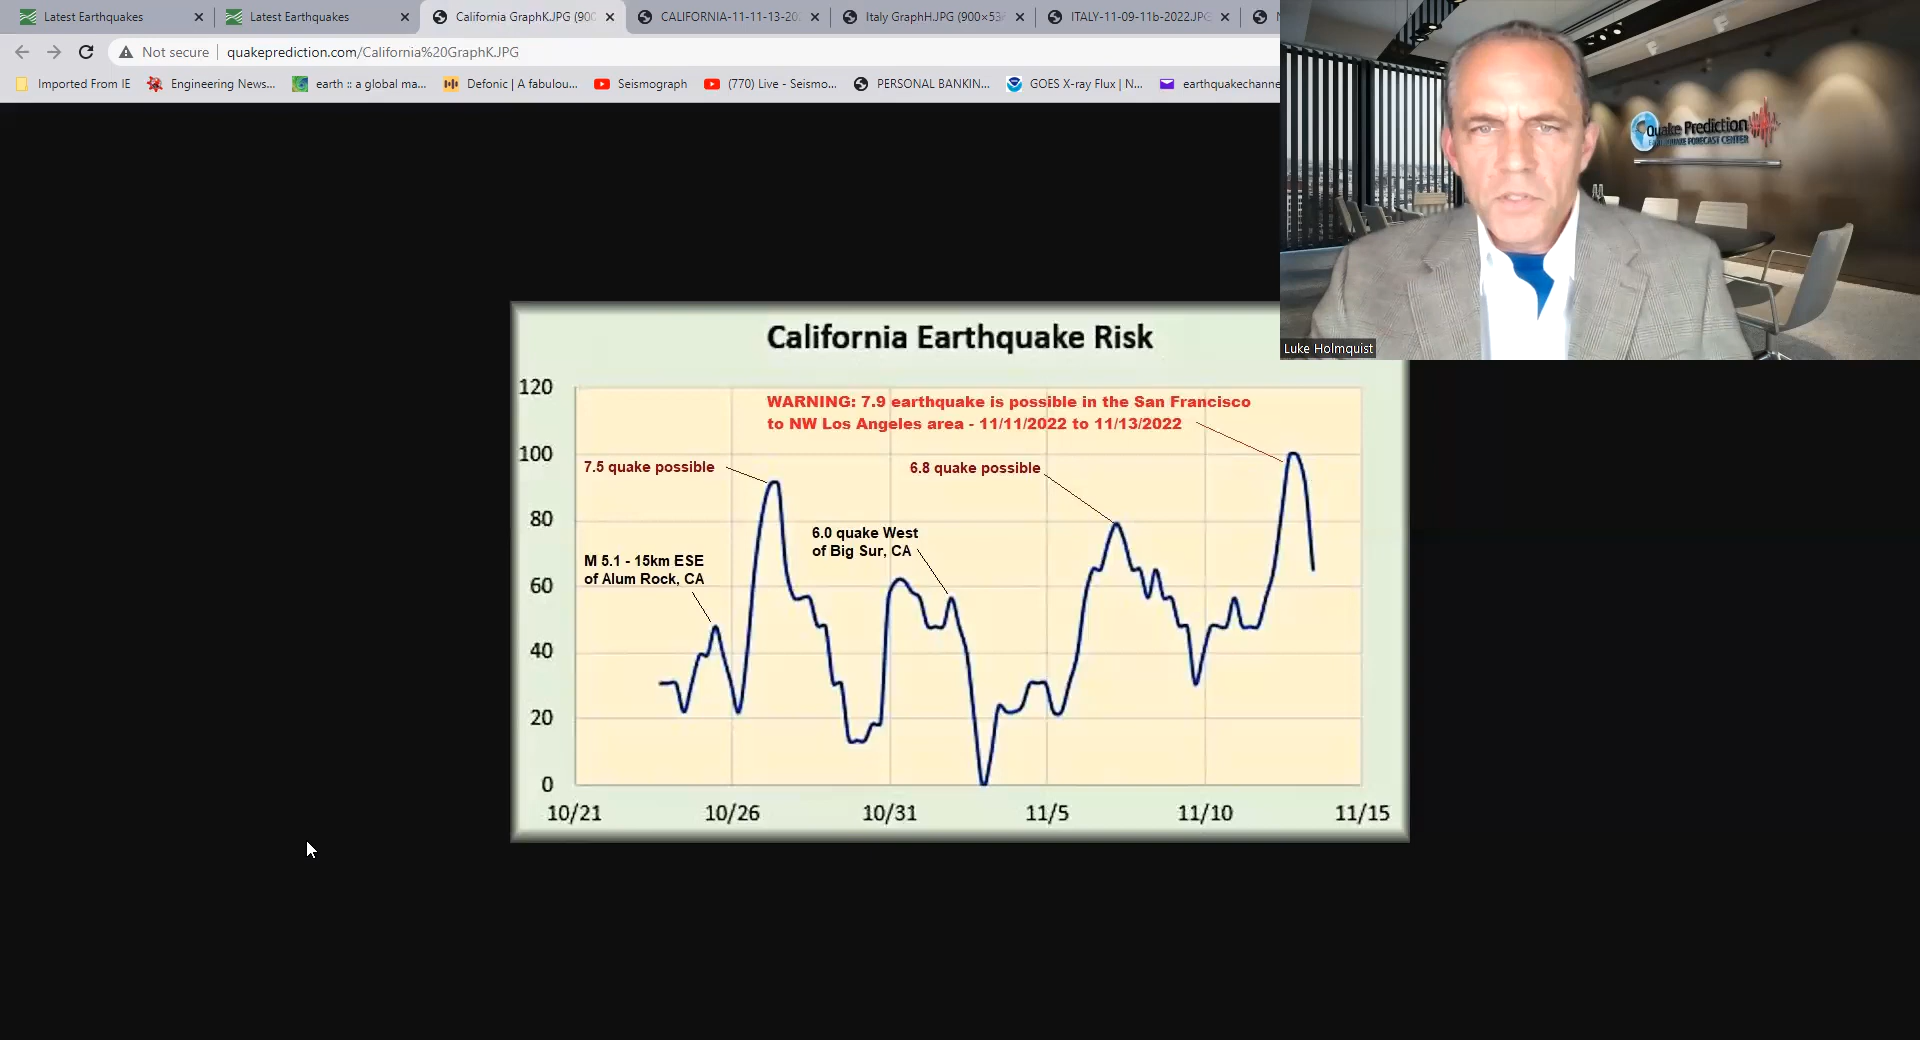 Latest Earthquakes
Latest Earthquakes
California GraphK.JPG (900
CALIFORNIA-11-11-13-20
Italy GraphH.JPG (900×53
ITALY-11-09-11b-2022.JPG
Not secure
quakeprediction.com/California%20GraphK.JPG
Imported From IE
Engineering News...
earth :: a global ma...
Defonic | A fabulou...
Seismograph
(770) Live - Seismo...
PERSONAL BANKIN...
GOES X-ray Flux | N...
earthquakechanne
Quake Prediction
EARTHQUAKE FORECAST CENTER
Luke Holmquist
California Earthquake Risk
120
100
80
60
40
20
0
WARNING: 7.9 earthquake is possible in the San Francisco
to NW Los Angeles area - 11/11/2022 to 11/13/2022
7.5 quake possible
6.8 quake possible
6.0 quake West
of Big Sur, CA
M 5.1 - 15km ESE
of Alum Rock, CA
10/21
10/26
10/31
11/5
11/10
11/15